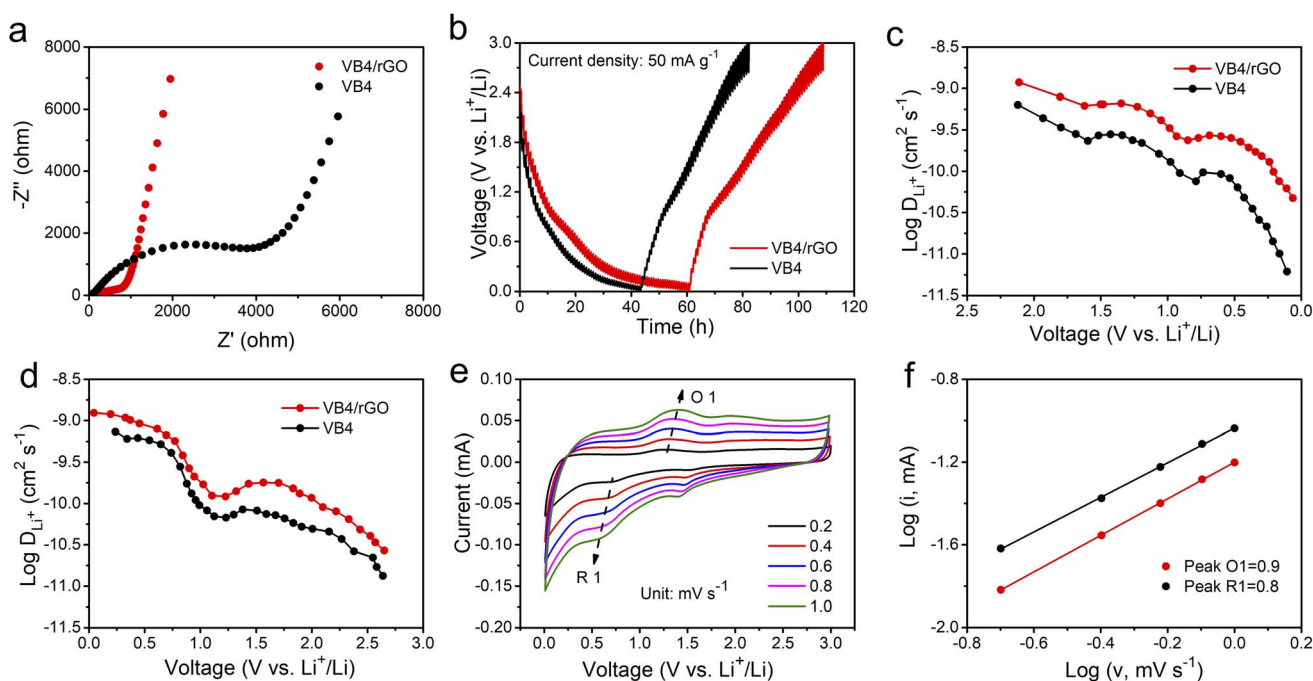 a
8000
6000
4000
2000
0
0 2000 4000 6000 8000
-Z'' (ohm)
Z' (ohm)
VB4/rGO
VB4
b
3.0
2.4
1.8
1.2
0.6
0.0
0 20 40 60 80 100 120
Voltage (V vs. Li⁺/Li)
Time (h)
Current density: 50 mA g⁻¹
VB4/rGO
VB4
c
-8.5
-9.0
-9.5
-10.0
-10.5
-11.0
-11.5
2.5 2.0 1.5 1.0 0.5 0.0
Log D_Li⁺ (cm² s⁻¹)
Voltage (V vs. Li⁺/Li)
VB4/rGO
VB4
d
-8.5
-9.0
-9.5
-10.0
-10.5
-11.0
-11.5
0.0 0.5 1.0 1.5 2.0 2.5 3.0
Log D_Li⁺ (cm² s⁻¹)
Voltage (V vs. Li⁺/Li)
VB4/rGO
VB4
e
0.10
0.05
0.00
-0.05
-0.10
-0.15
-0.20
0.0 0.5 1.0 1.5 2.0 2.5 3.0
Current (mA)
Voltage (V vs. Li⁺/Li)
O 1
R 1
Unit: mV s⁻¹
0.2
0.4
0.6
0.8
1.0
f
-0.8
-1.2
-1.6
-2.0
-0.8 -0.6 -0.4 -0.2 0.0 0.2
Log (i, mA)
Log (v, mV s⁻¹)
Peak O1=0.9
Peak R1=0.8